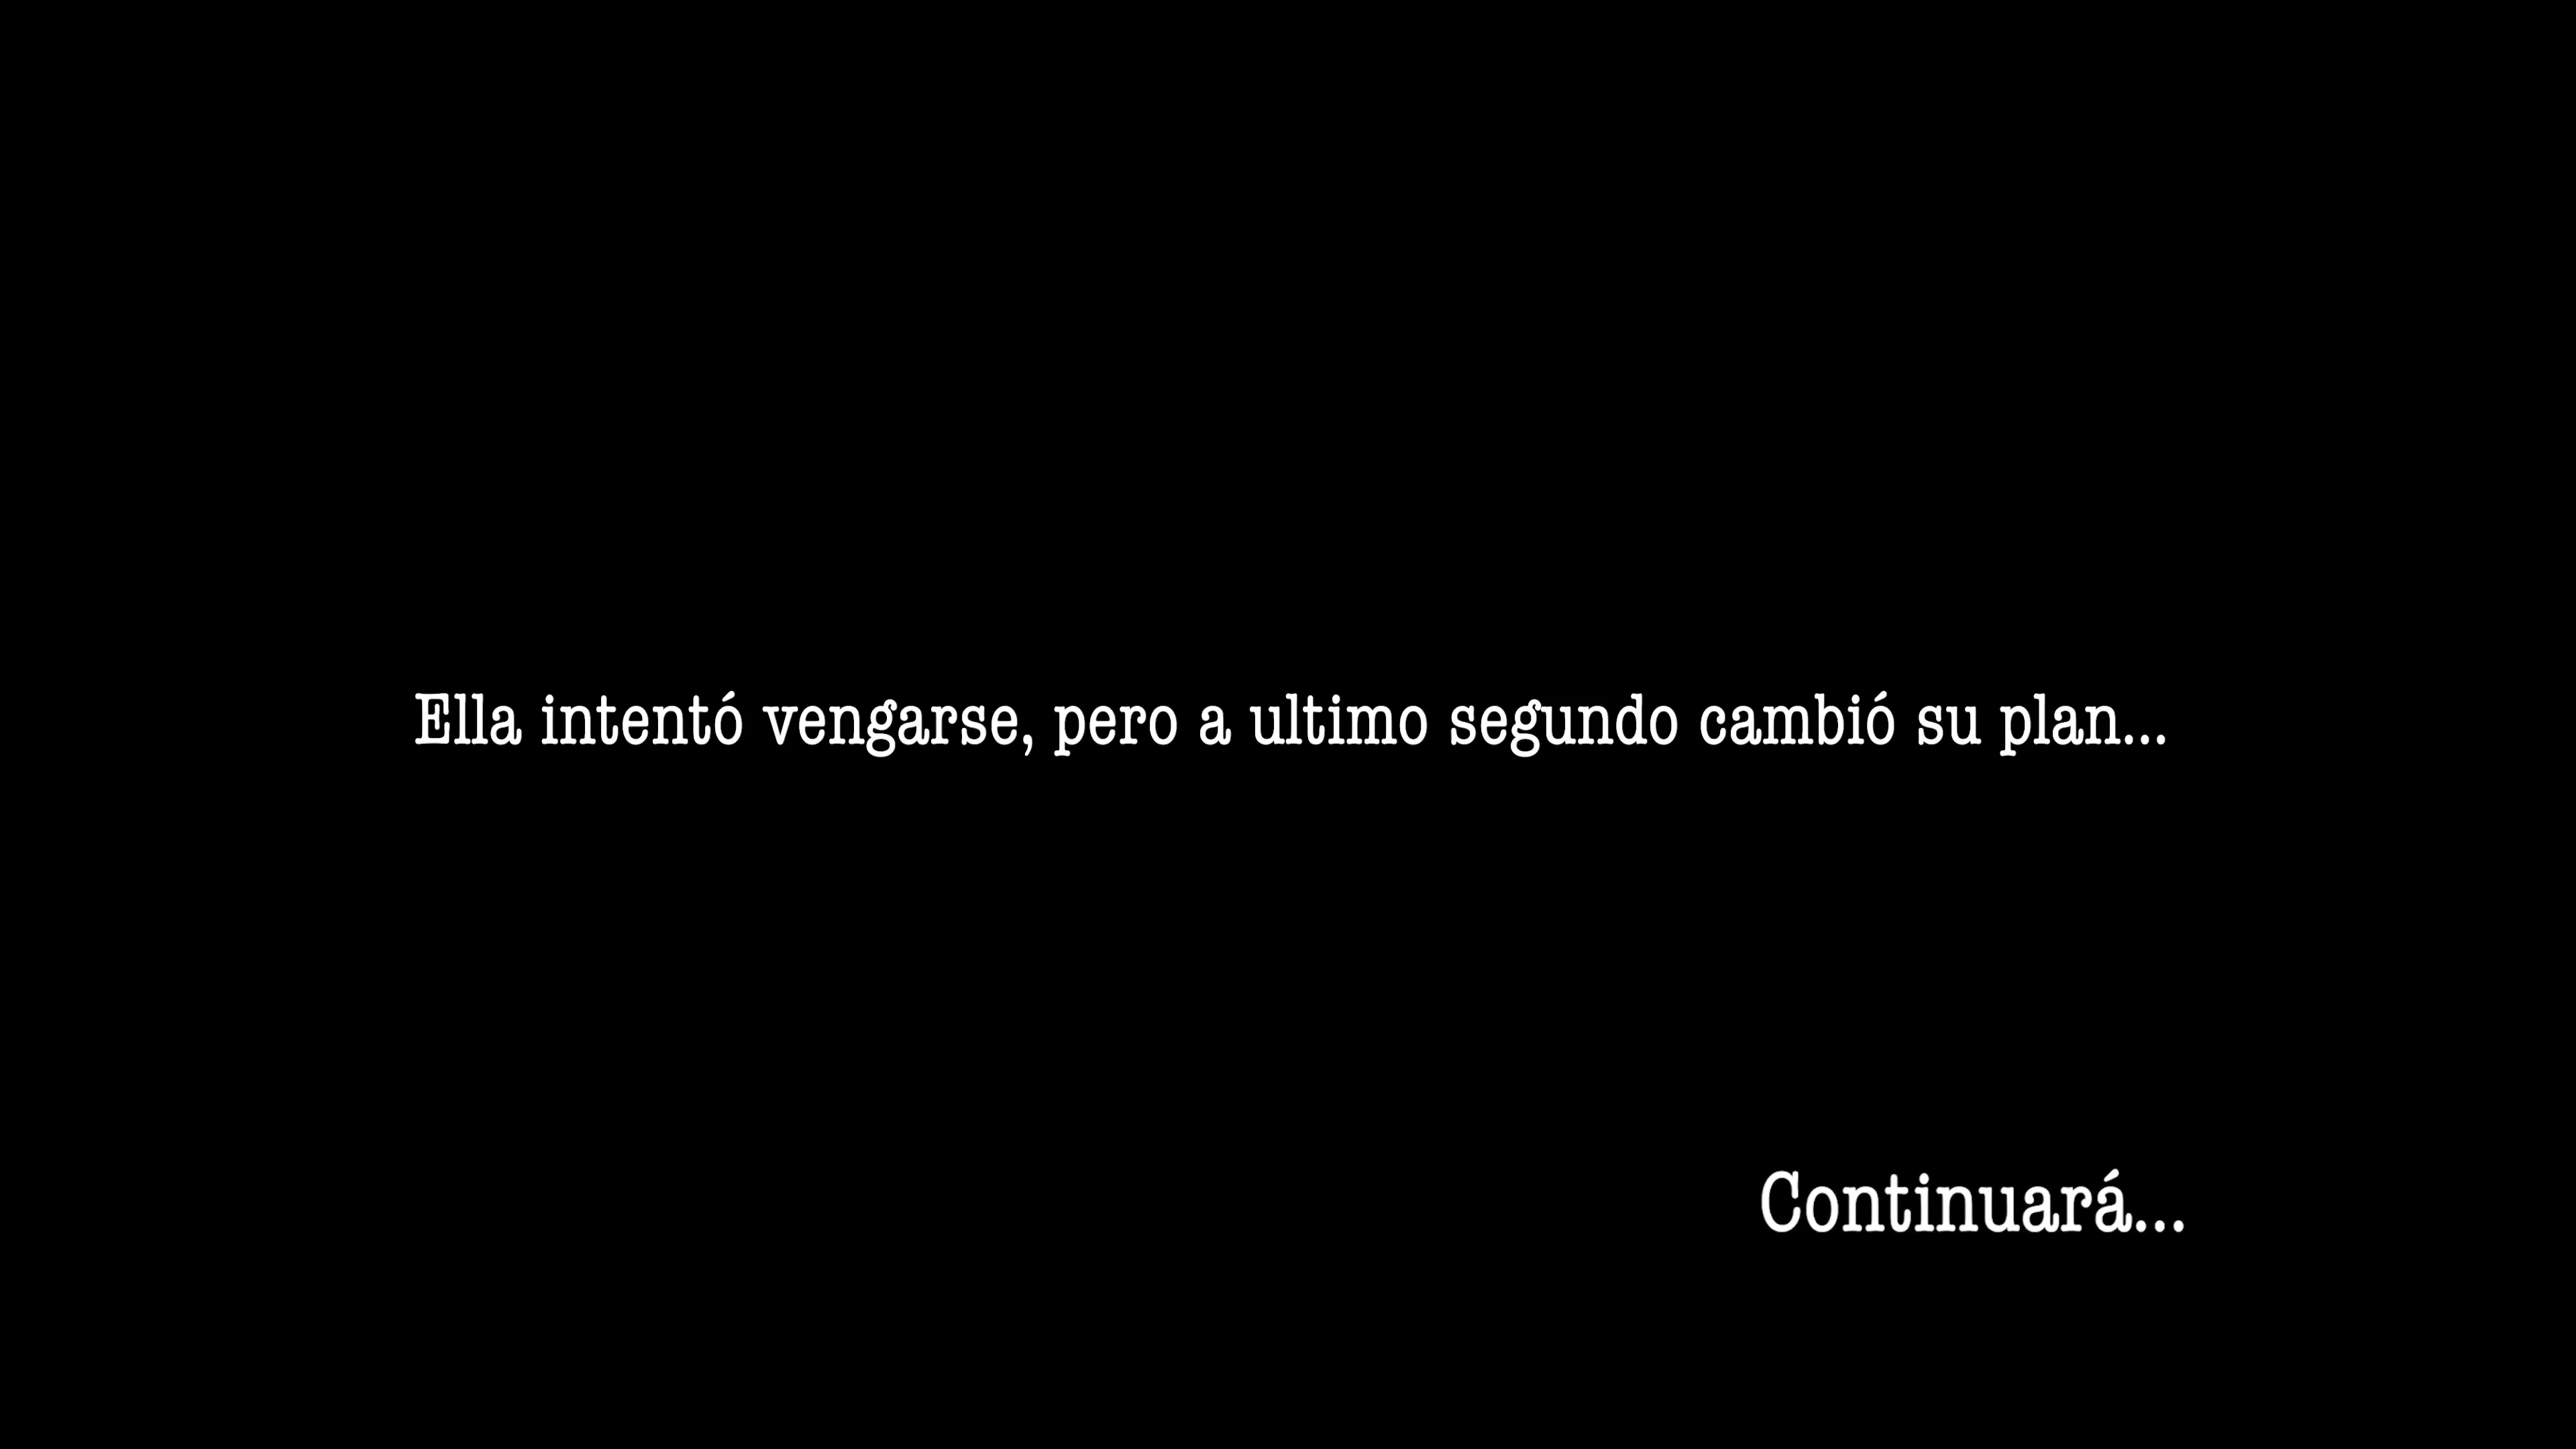 Ella intentó vengarse, pero a ultimo segundo cambió su plan...
Continuará...